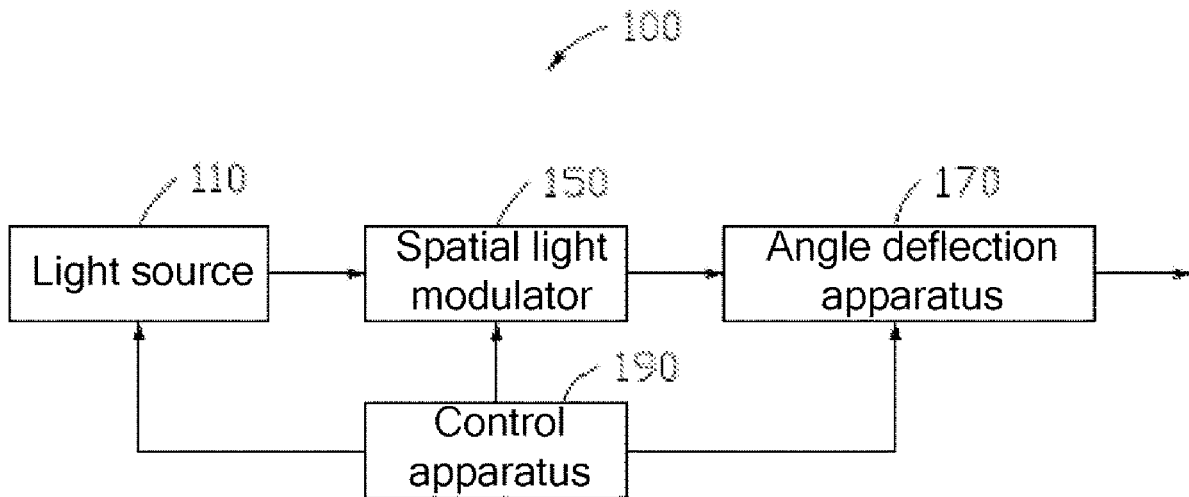 100
110
150
170
Light source
Spatial light
modulator
Angle deflection
apparatus
190
Control
apparatus